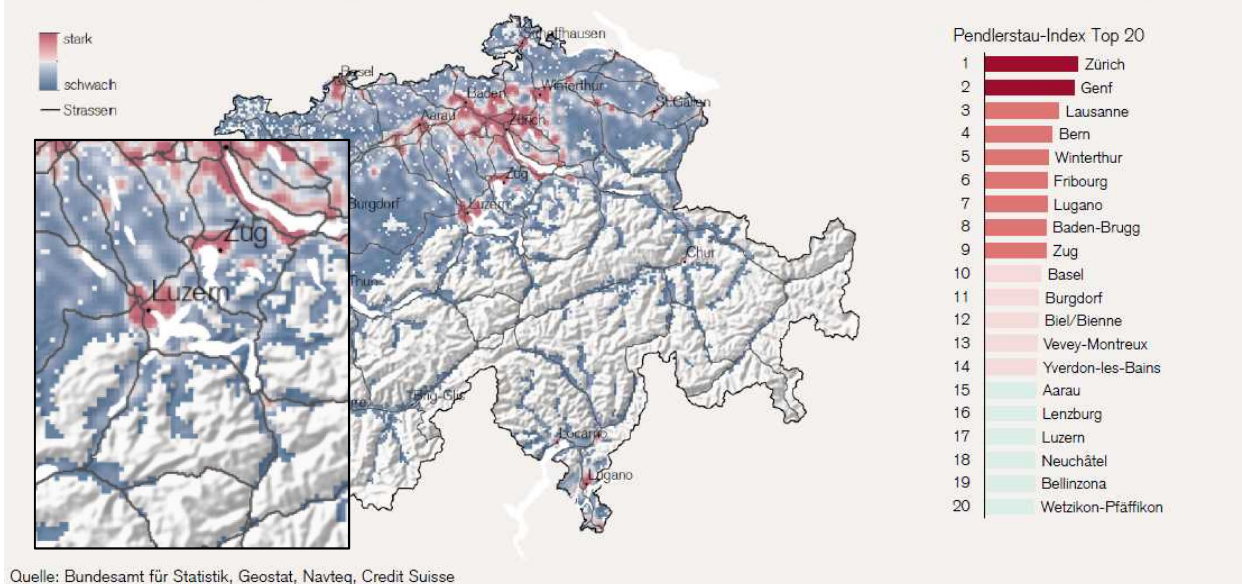 stark
schwach
Strassen
Schaffhausen
Basel
Baden
Winterthur
St.Gallen
Aarau
Zürich
Zug
Luzern
Burgdorf
Chur
Thun
Brig-Glis
Locarno
Lugano
Zug
Luzern
Pendlerstau-Index Top 20
1 Zürich
2 Genf
3 Lausanne
4 Bern
5 Winterthur
6 Fribourg
7 Lugano
8 Baden-Brugg
9 Zug
10 Basel
11 Burgdorf
12 Biel/Bienne
13 Vevey-Montreux
14 Yverdon-les-Bains
15 Aarau
16 Lenzburg
17 Luzern
18 Neuchâtel
19 Bellinzona
20 Wetzikon-Pfäffikon
Quelle: Bundesamt für Statistik, Geostat, Navteq, Credit Suisse